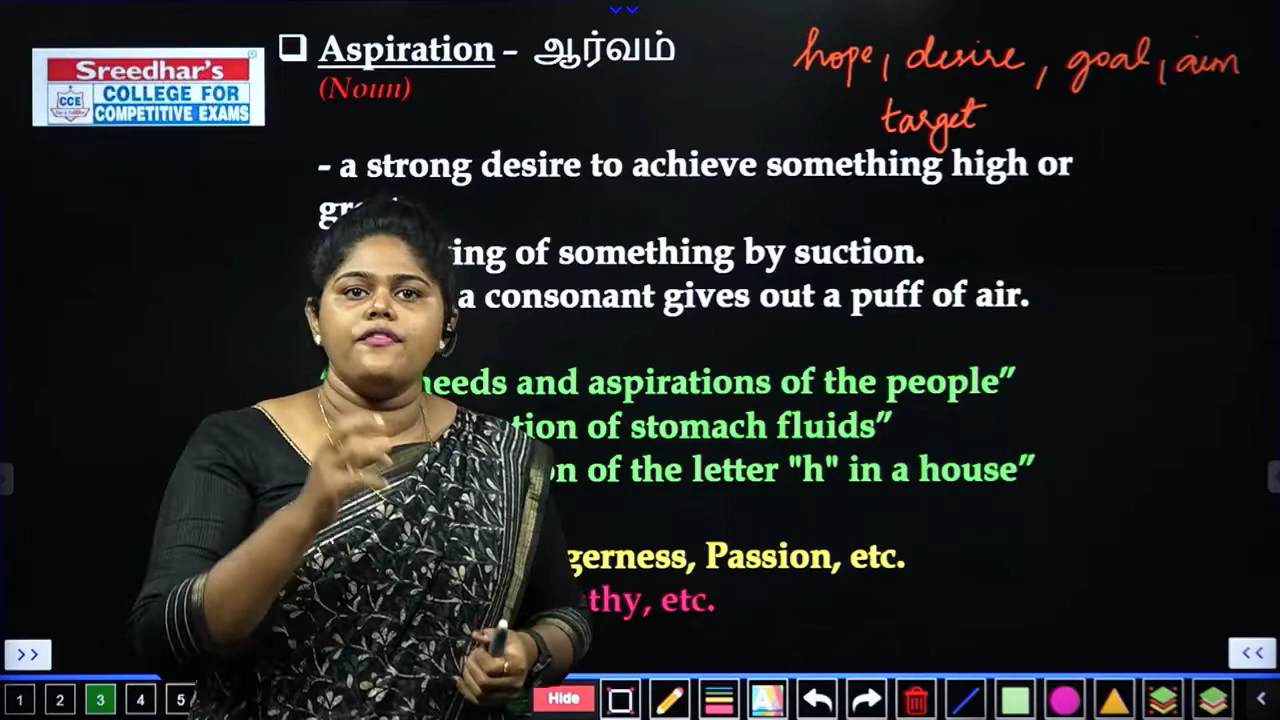 Sreedhar's
CCE
COLLEGE FOR
COMPETITIVE EXAMS
Aspiration - ஆர்வம்
(Noun)
hope, desire, goal, aim
target
- a strong desire to achieve something high or
ing of something by suction.
a consonant gives out a puff of air.
needs and aspirations of the people”
tion of stomach fluids”
on of the letter "h" in a house”
gerness, Passion, etc.
thy, etc.
>>
<<
1 2 3 4 5
Hide